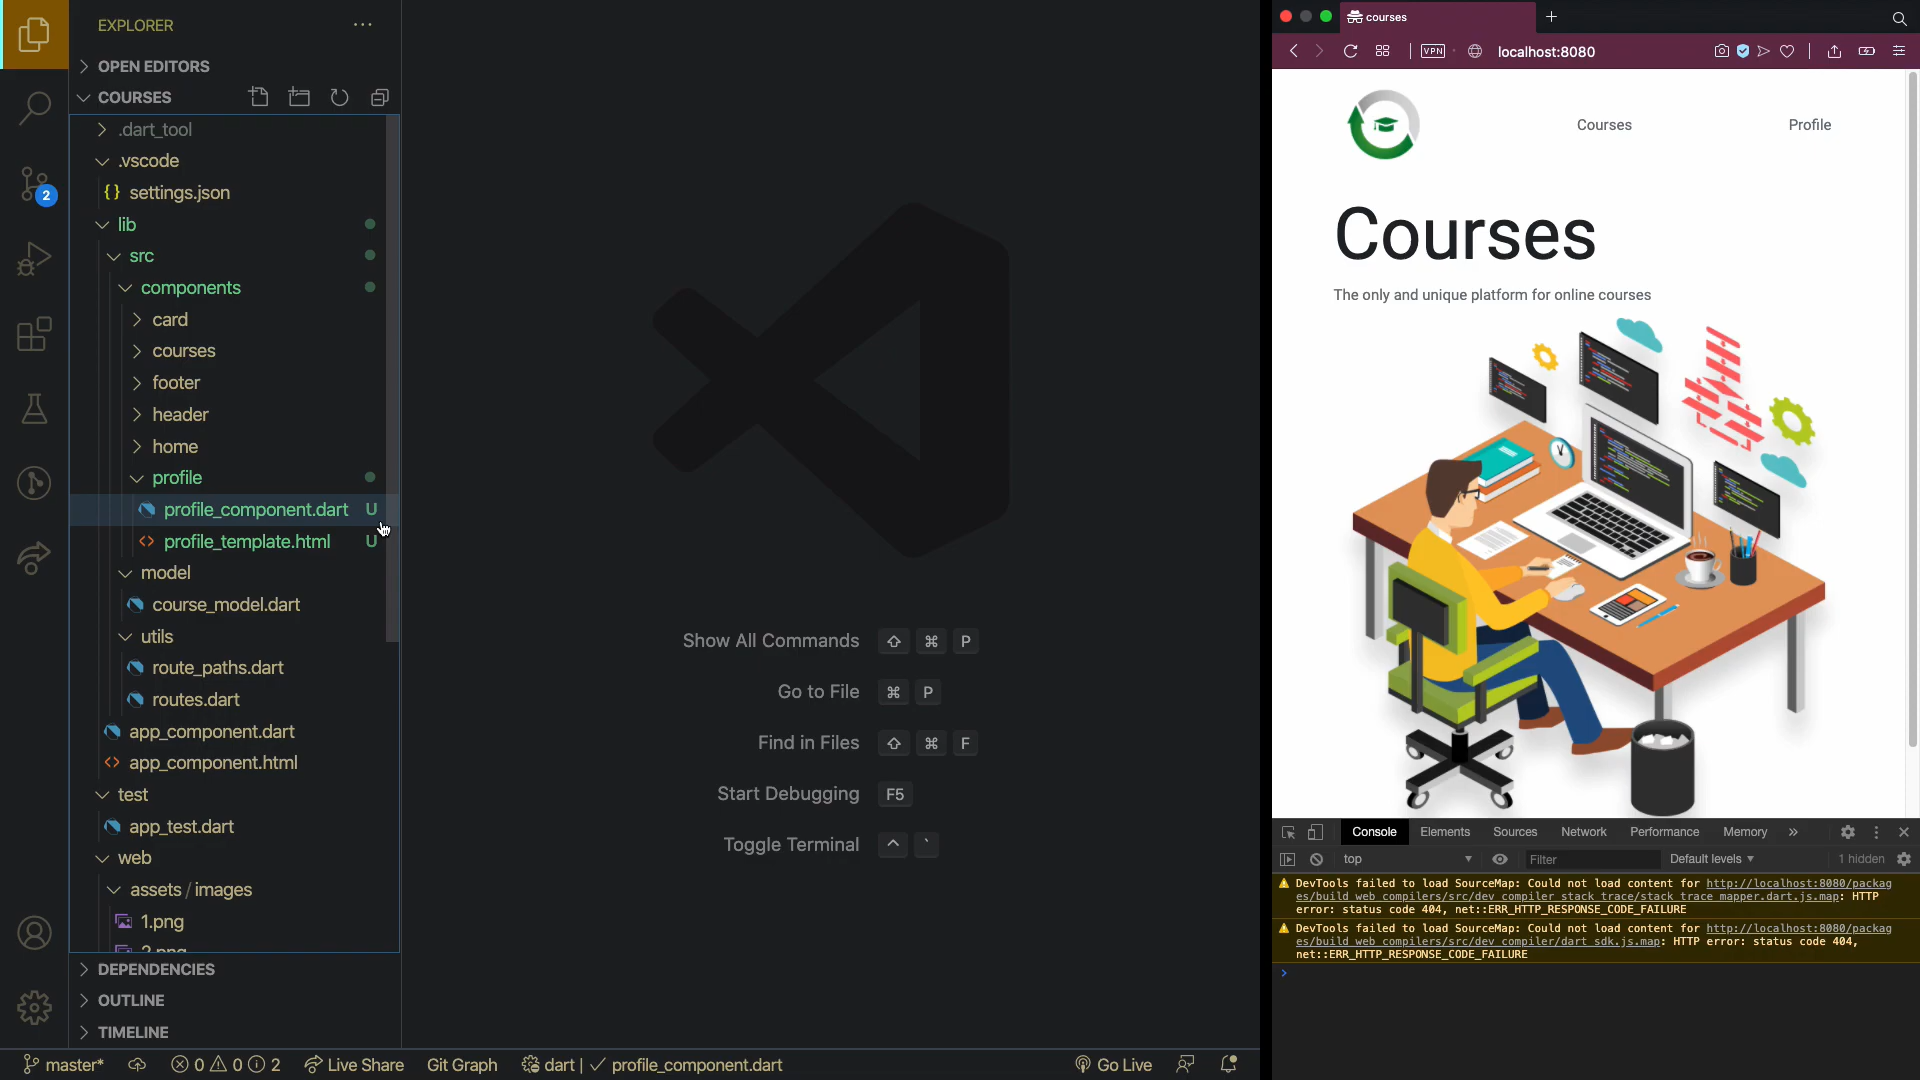 EXPLORER
OPEN EDITORS
COURSES
.dart_tool
.vscode
settings.json
lib
src
components
card
courses
footer
header
home
profile
profile_component.dart U
profile_template.html U
model
course_model.dart
utils
route_paths.dart
routes.dart
app_component.dart
app_component.html
test
app_test.dart
web
assets / images
1.png
2.png
DEPENDENCIES
OUTLINE
TIMELINE
2
Show All Commands ⇧ ⌘ P
Go to File ⌘ P
Find in Files ⇧ ⌘ F
Start Debugging F5
Toggle Terminal ^ `
master* 0 0 2 Live Share Git Graph dart | ✓ profile_component.dart Go Live
courses
VPN localhost:8080
Courses Profile
Courses
The only and unique platform for online courses
Console Elements Sources Network Performance Memory »
top Filter Default levels 1 hidden
DevTools failed to load SourceMap: Could not load content for http://localhost:8080/packag
es/build_web_compilers/src/dev_compiler_stack_trace/stack_trace_mapper.dart.js.map: HTTP
error: status code 404, net::ERR_HTTP_RESPONSE_CODE_FAILURE
DevTools failed to load SourceMap: Could not load content for http://localhost:8080/packag
es/build_web_compilers/src/dev_compiler/dart_sdk.js.map: HTTP error: status code 404,
net::ERR_HTTP_RESPONSE_CODE_FAILURE